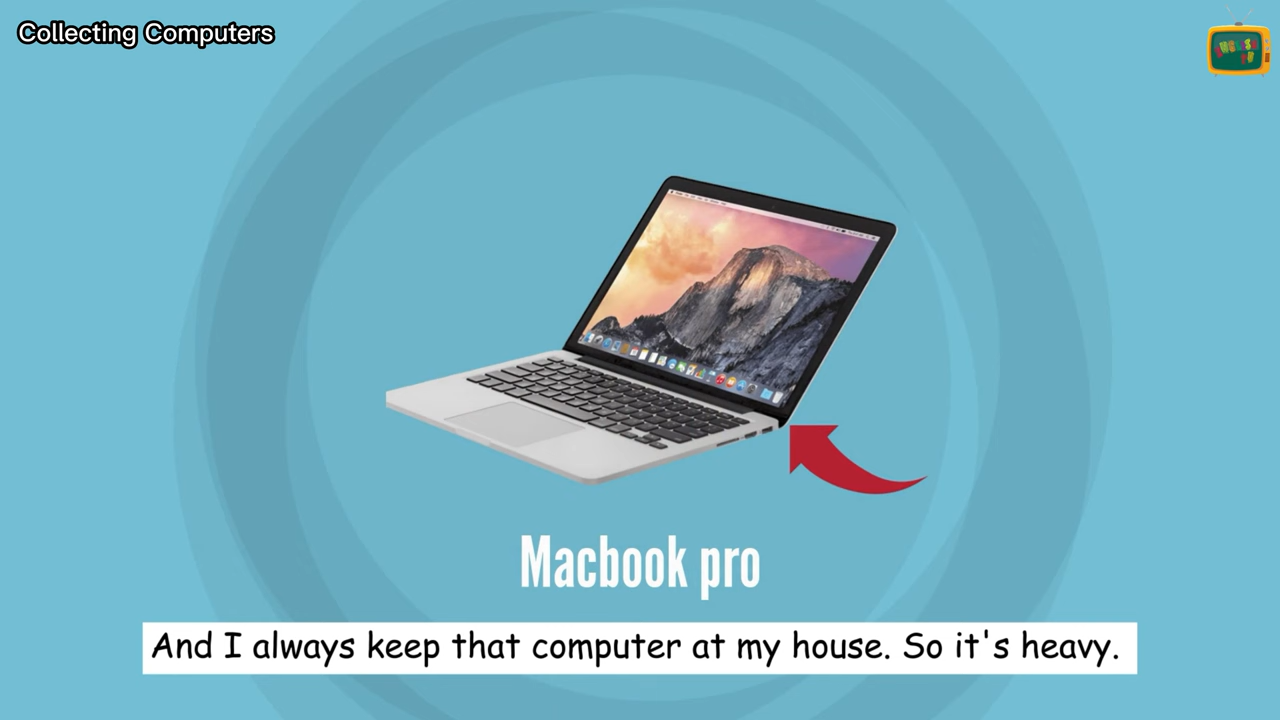 Collecting Computers
Macbook pro
And I always keep that computer at my house. So it's heavy.